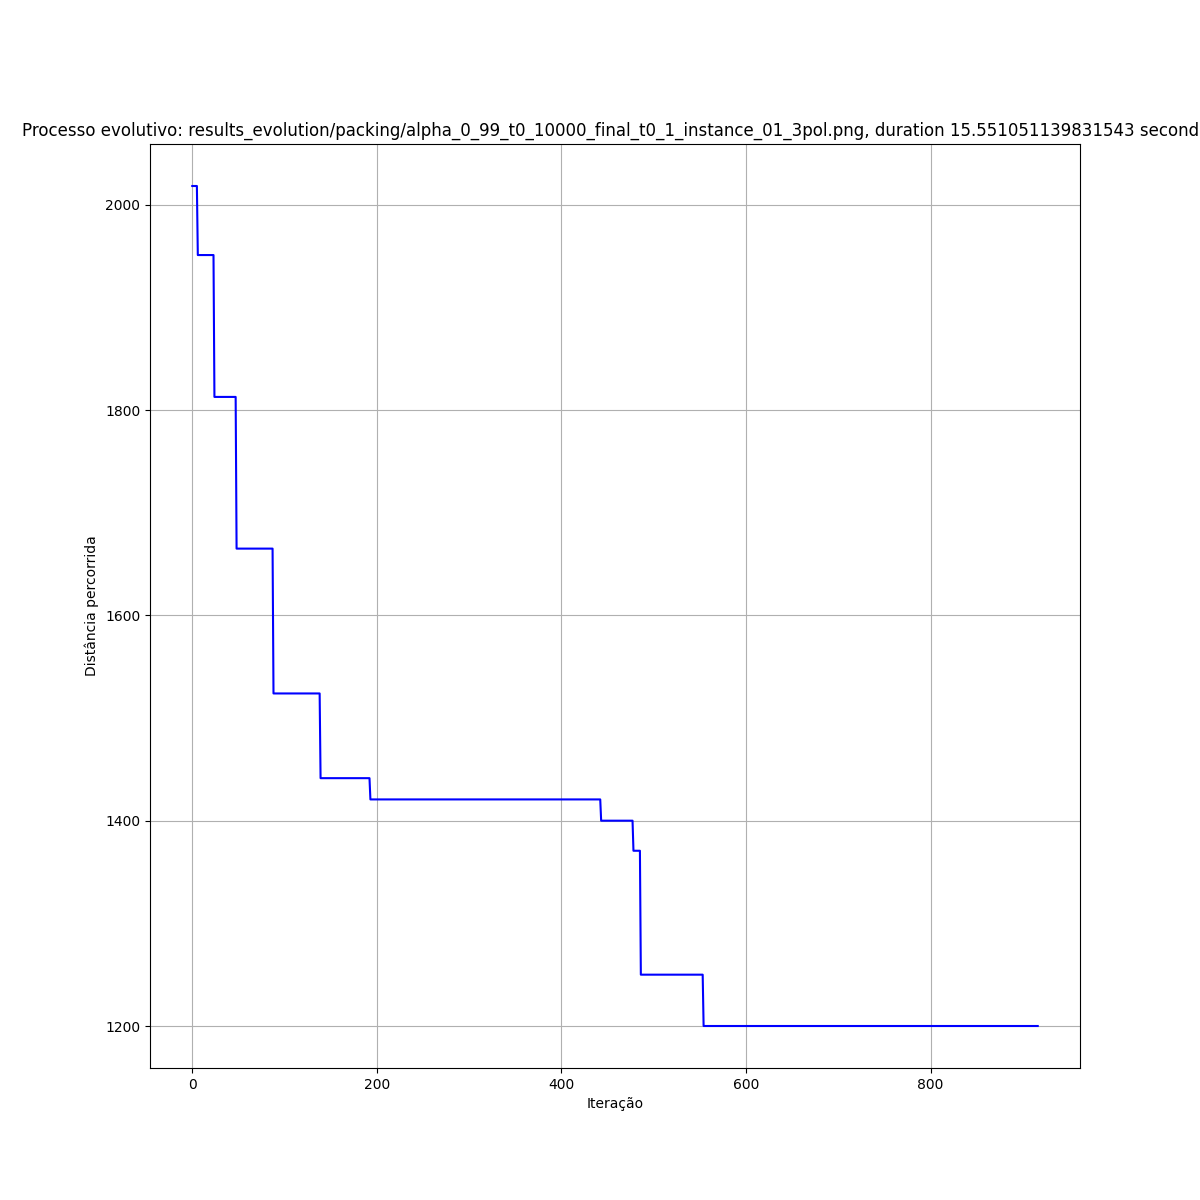 Processo evolutivo: results_evolution/packing/alpha_0_99_t0_10000_final_t0_1_instance_01_3pol.png, duration 15.551051139831543 second
2000
1800
1600
1400
1200
Distância percorrida
0 200 400 600 800
Iteração